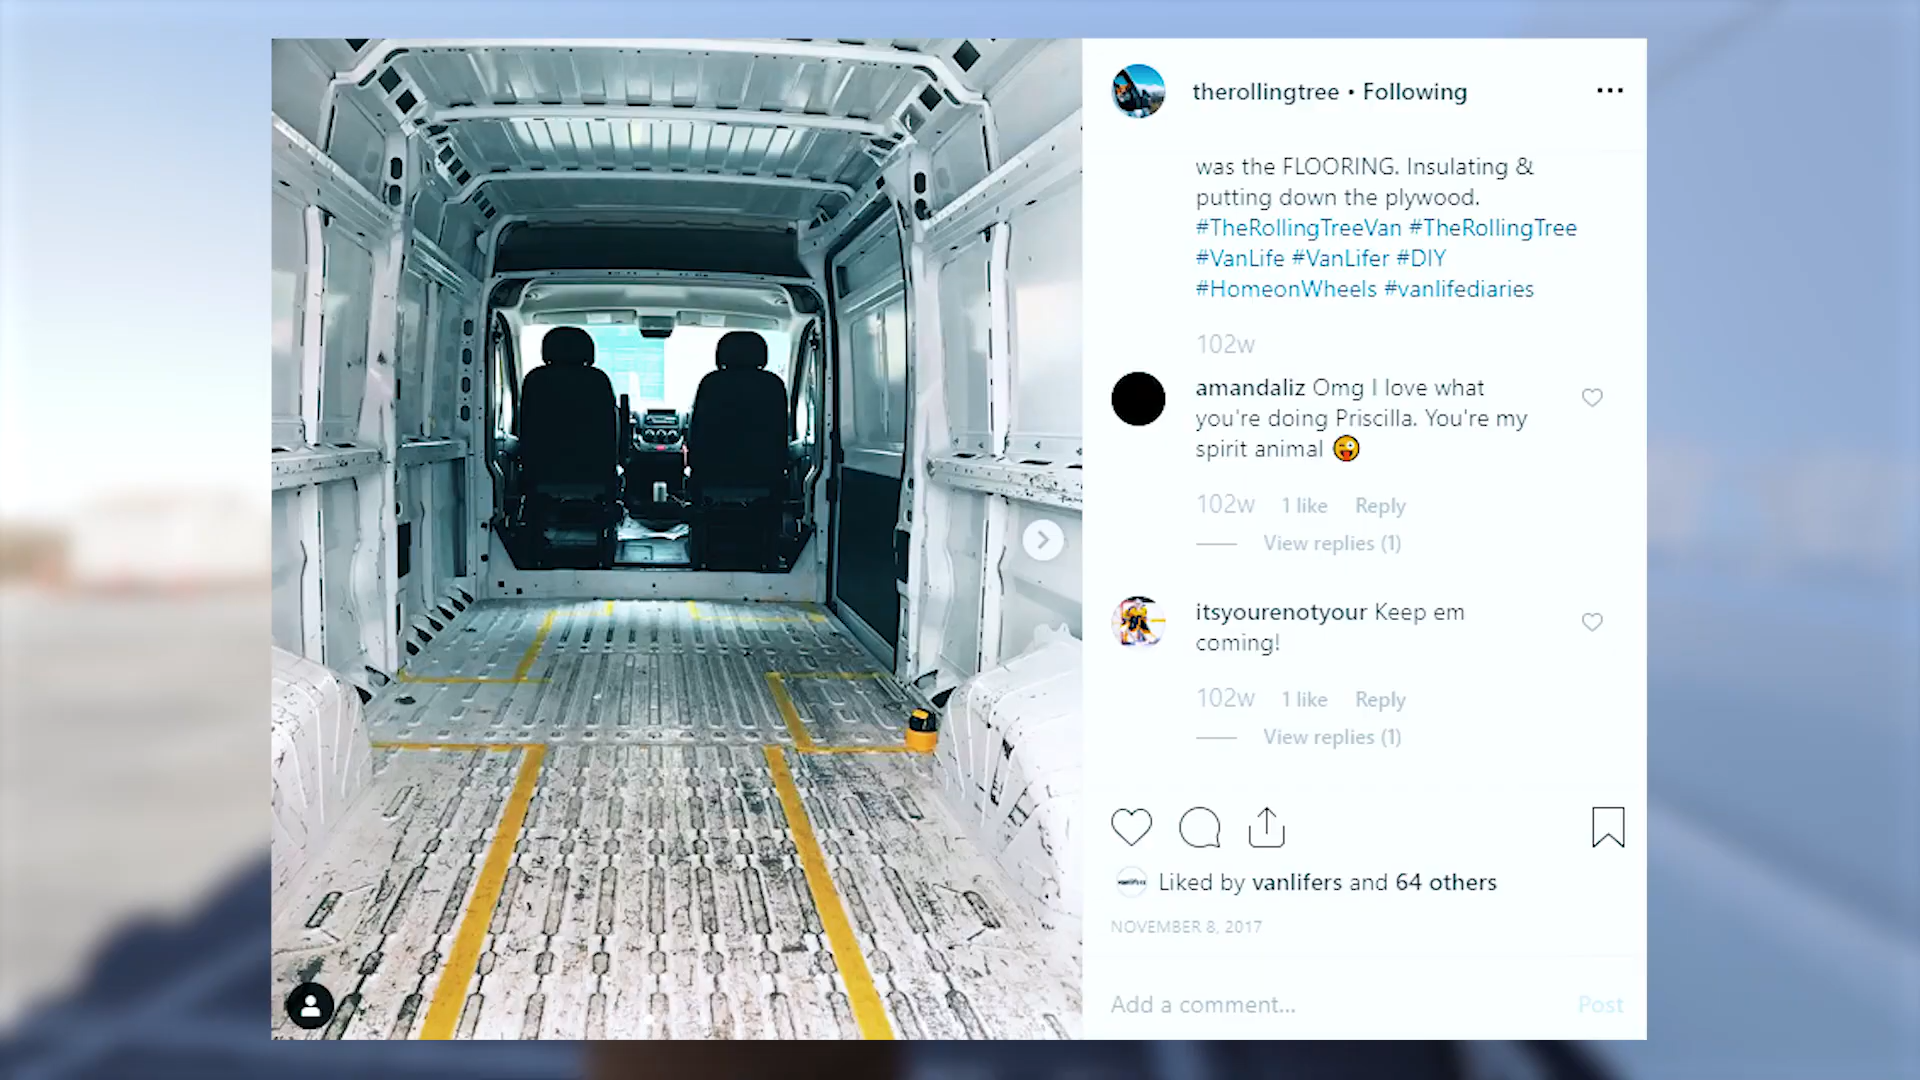 therollingtree • Following
was the FLOORING. Insulating &
putting down the plywood.
#TheRollingTreeVan #TheRollingTree
#VanLife #VanLifer #DIY
#HomeonWheels #vanlifediaries
102w
amandaliz Omg I love what
you're doing Priscilla. You're my
spirit animal 😜
102w 1 like Reply
View replies (1)
itsyourenotyour Keep em
coming!
102w 1 like Reply
View replies (1)
Liked by vanlifers and 64 others
NOVEMBER 8, 2017
Add a comment... Post